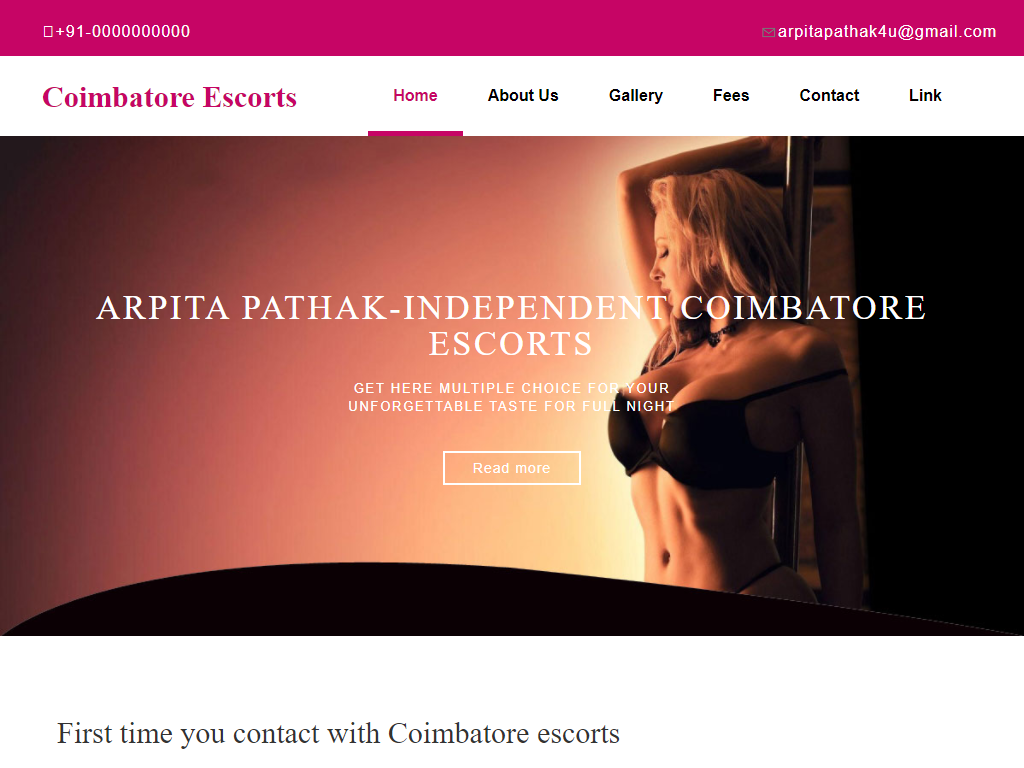 +91-0000000000
arpitapathak4u@gmail.com
Coimbatore Escorts
Home
About Us
Gallery
Fees
Contact
Link
ARPITA PATHAK-INDEPENDENT COIMBATORE
ESCORTS
GET HERE MULTIPLE CHOICE FOR YOUR
UNFORGETTABLE TASTE FOR FULL NIGHT
Read more
First time you contact with Coimbatore escorts